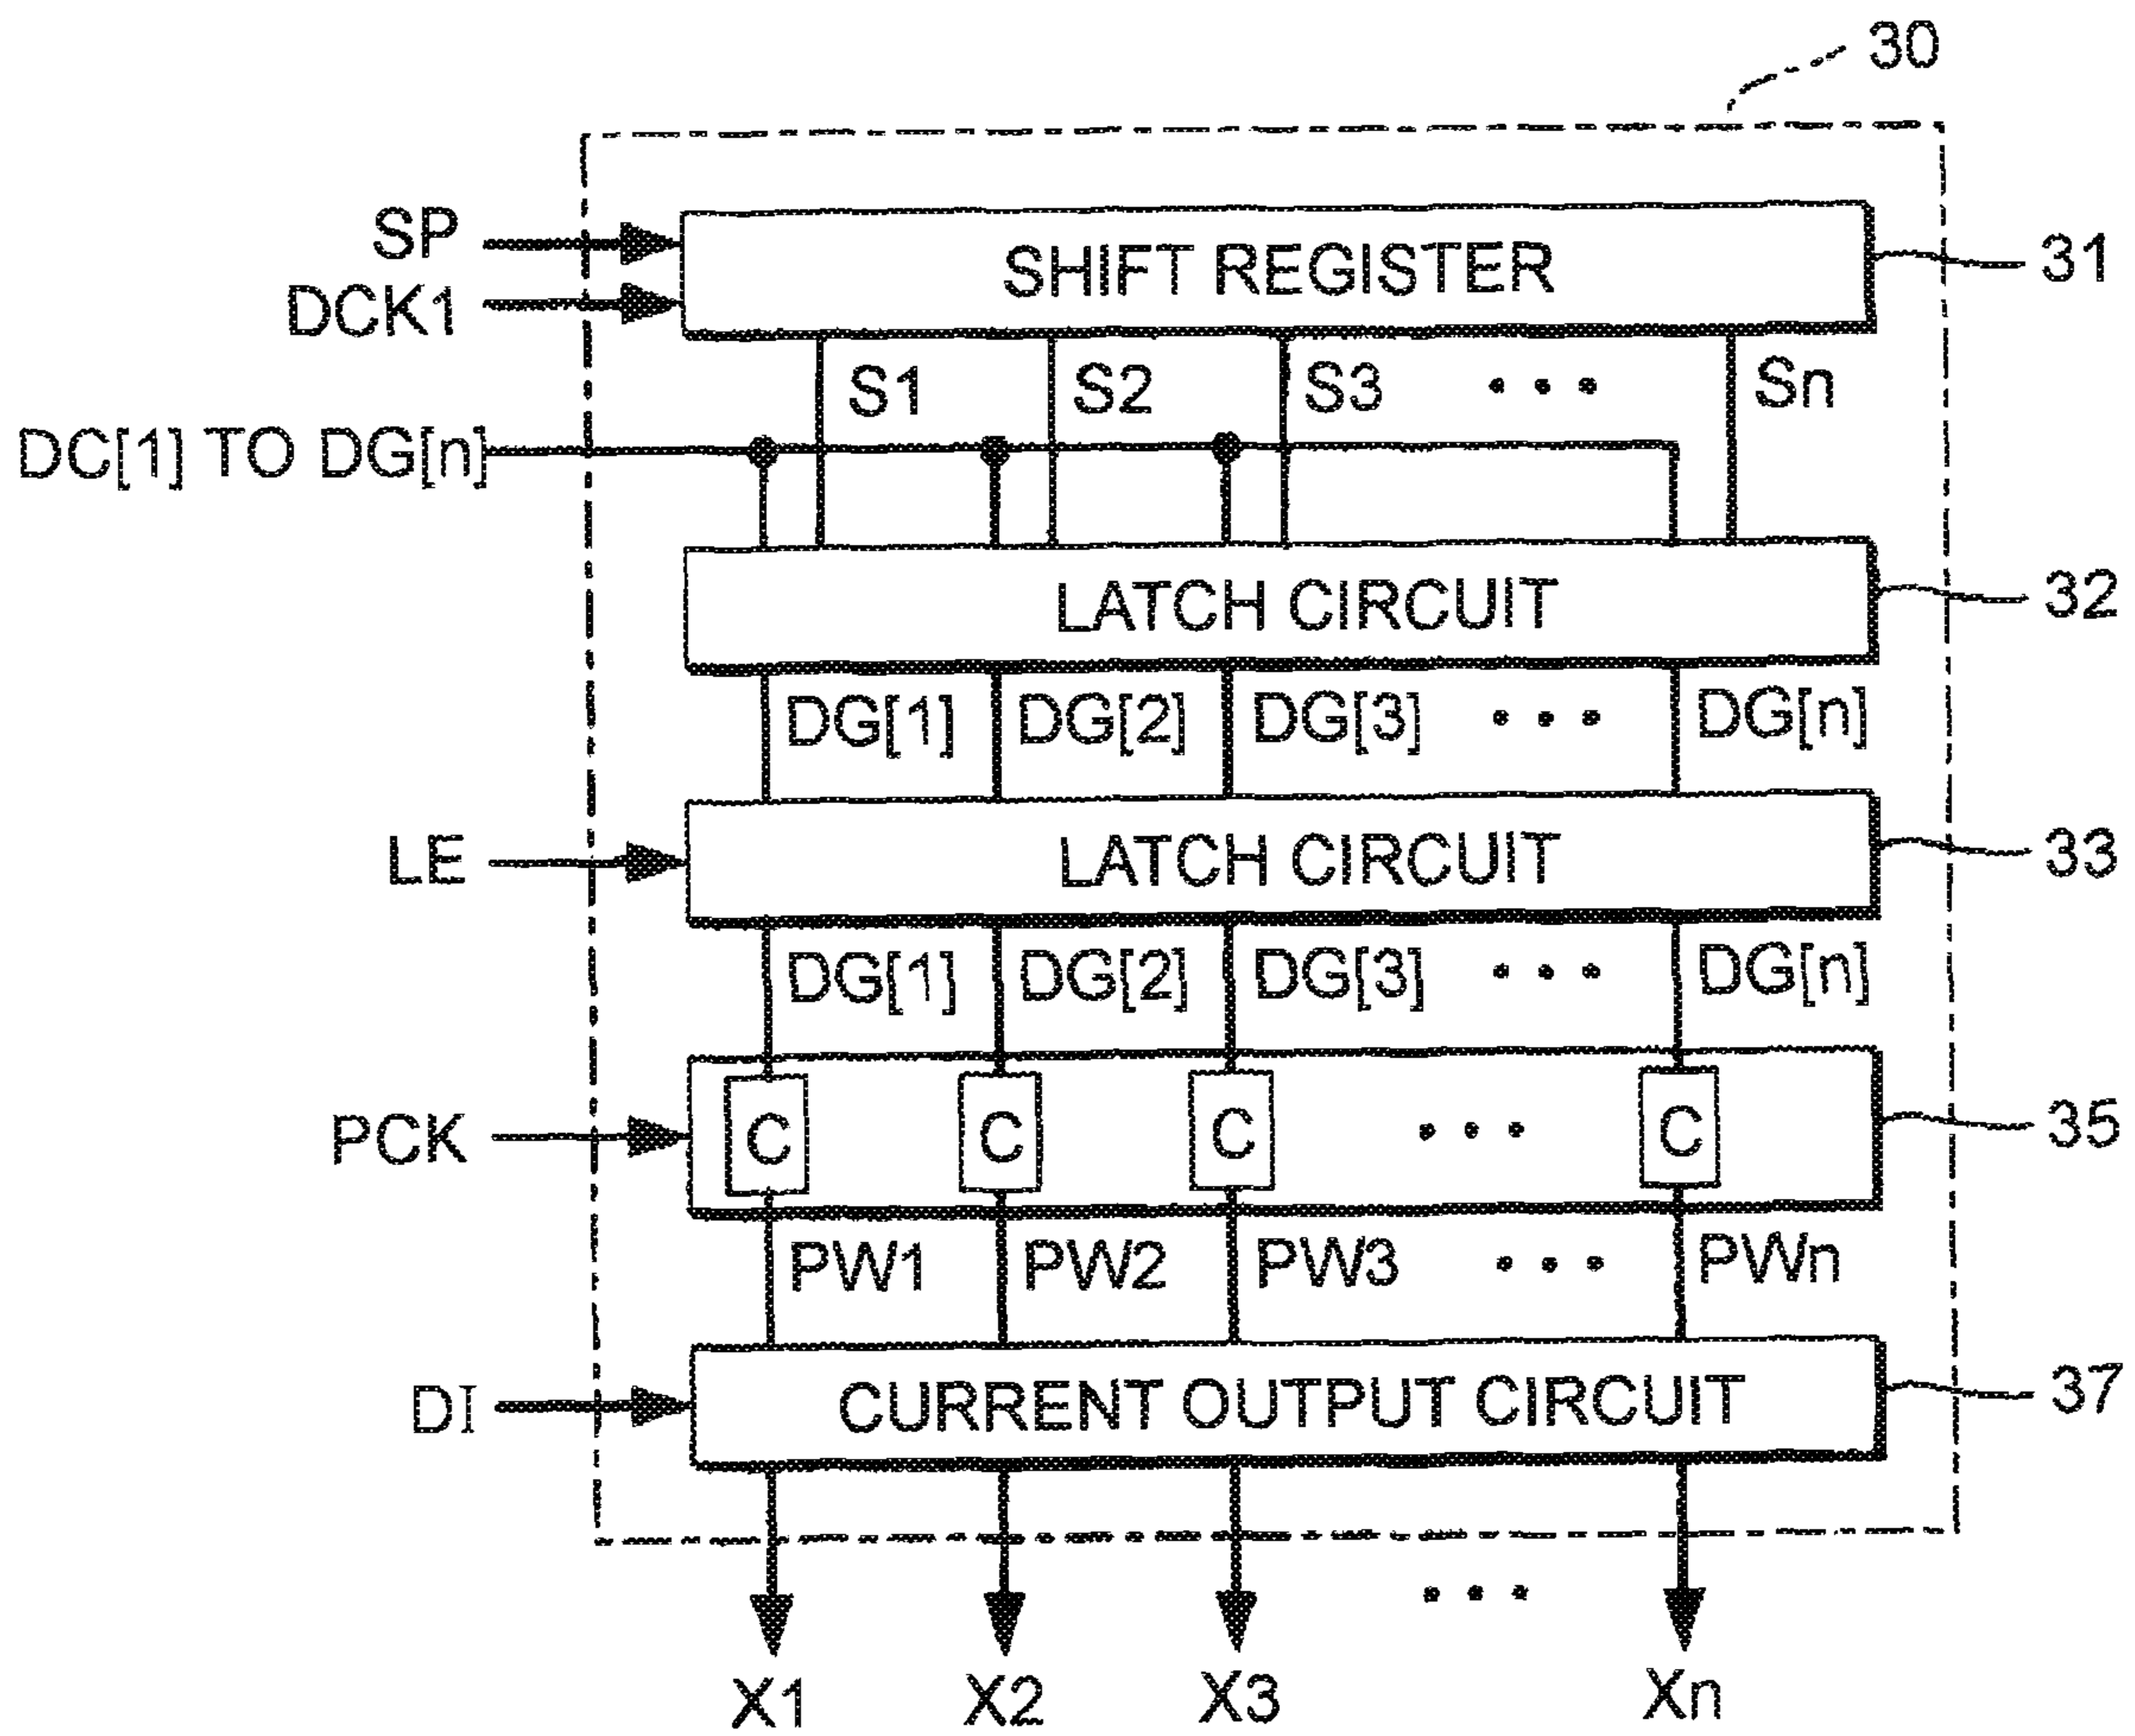 30
SP
SHIFT REGISTER
31
DCK1
S1 S2 S3 • • • Sn
DC[1] TO DG[n]
LATCH CIRCUIT
32
DG[1] DG[2] DG[3] • • • DG[n]
LE
LATCH CIRCUIT
33
DG[1] DG[2] DG[3] • • • DG[n]
PCK
C C C • • • C
35
PW1 PW2 PW3 • • • PWn
DI
CURRENT OUTPUT CIRCUIT
37
• • •
X1 X2 X3 Xn